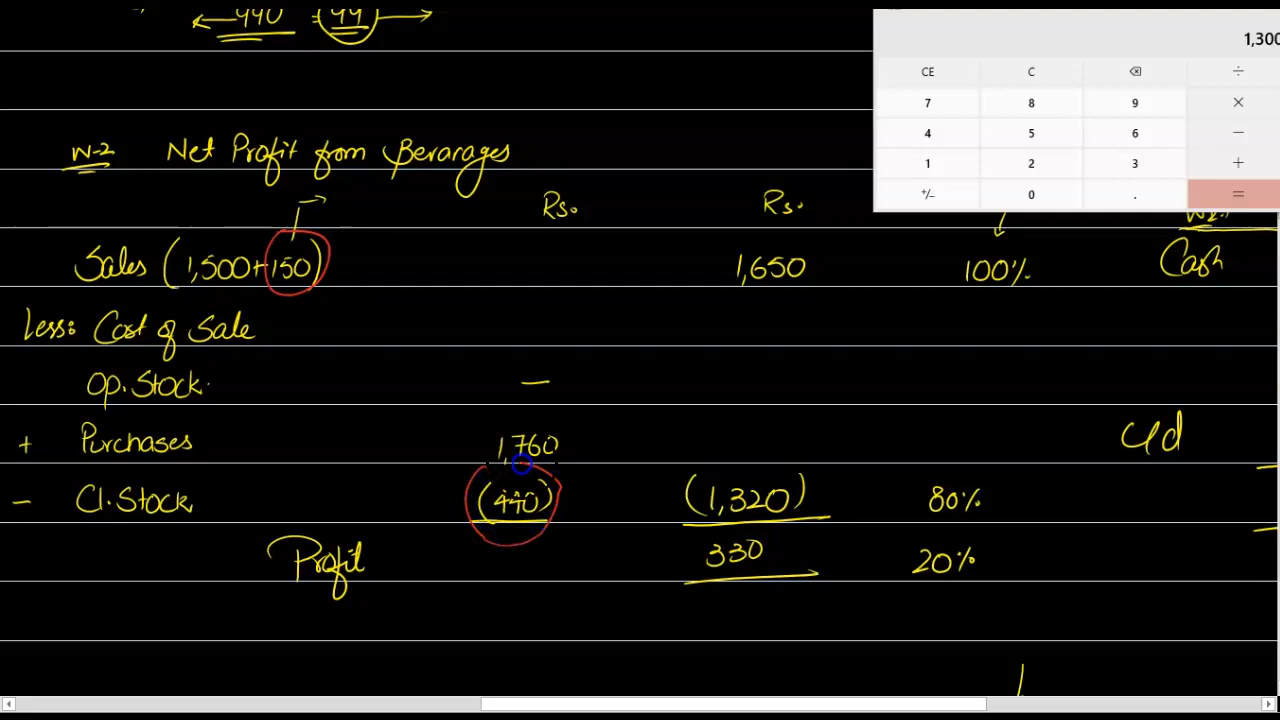 440 = 44
1,300
CE C ÷
7 8 9 ×
4 5 6 −
1 2 3 +
+/− 0 . =
W-2 Net Profit from Berarages
Rs. Rs.
Sales (1,500+150) 1,650 100% Cash
Less: Cost of Sale
Op. Stock. —
+ Purchases 1,760 Ud
− Cl. Stock (440) (1,320) 80%
Profit 330 20%